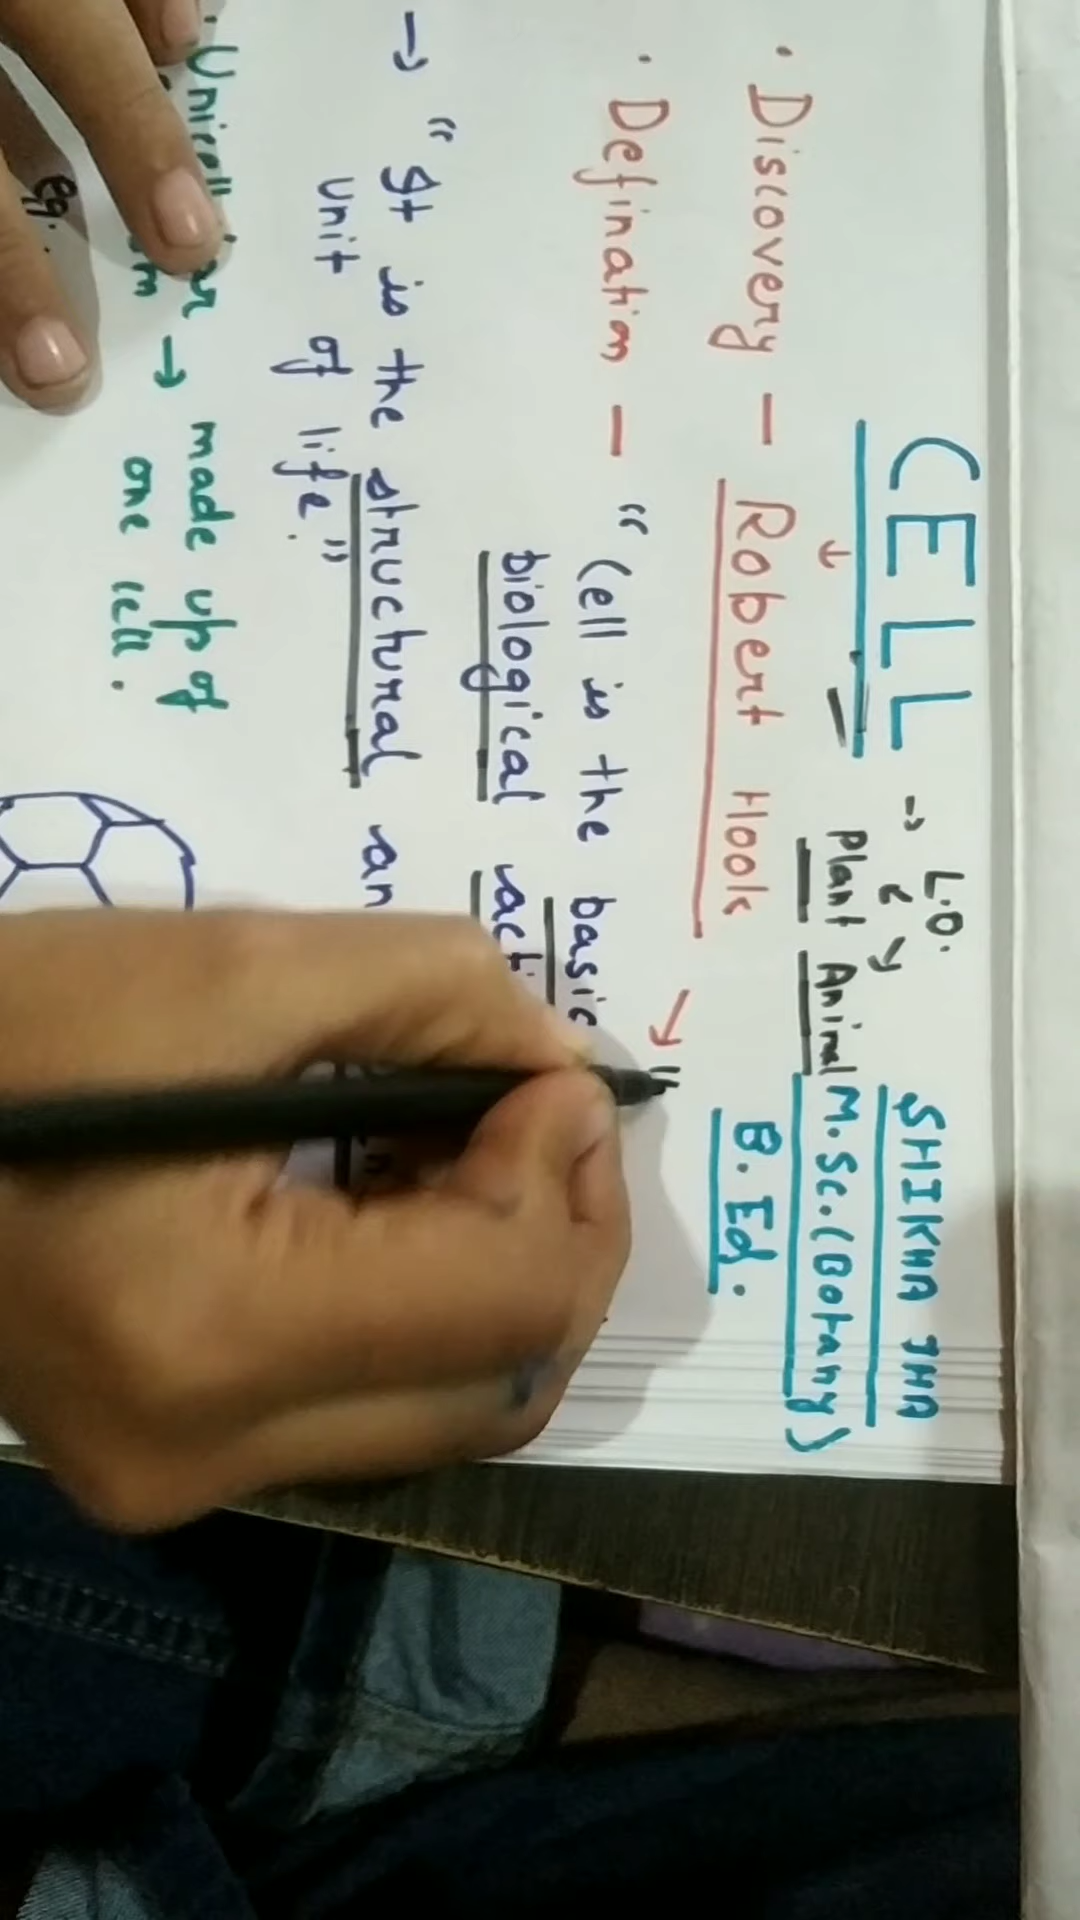 CELL → L.O.
Plant Animal
SHIKHA JHA
M.Sc.(Botany)
B.Ed.
· Discovery — Robert Hook
· Defination — "Cell is the basic
biological
→ "It is the structural
unit of life."
→ made up of
one cell.
eg.